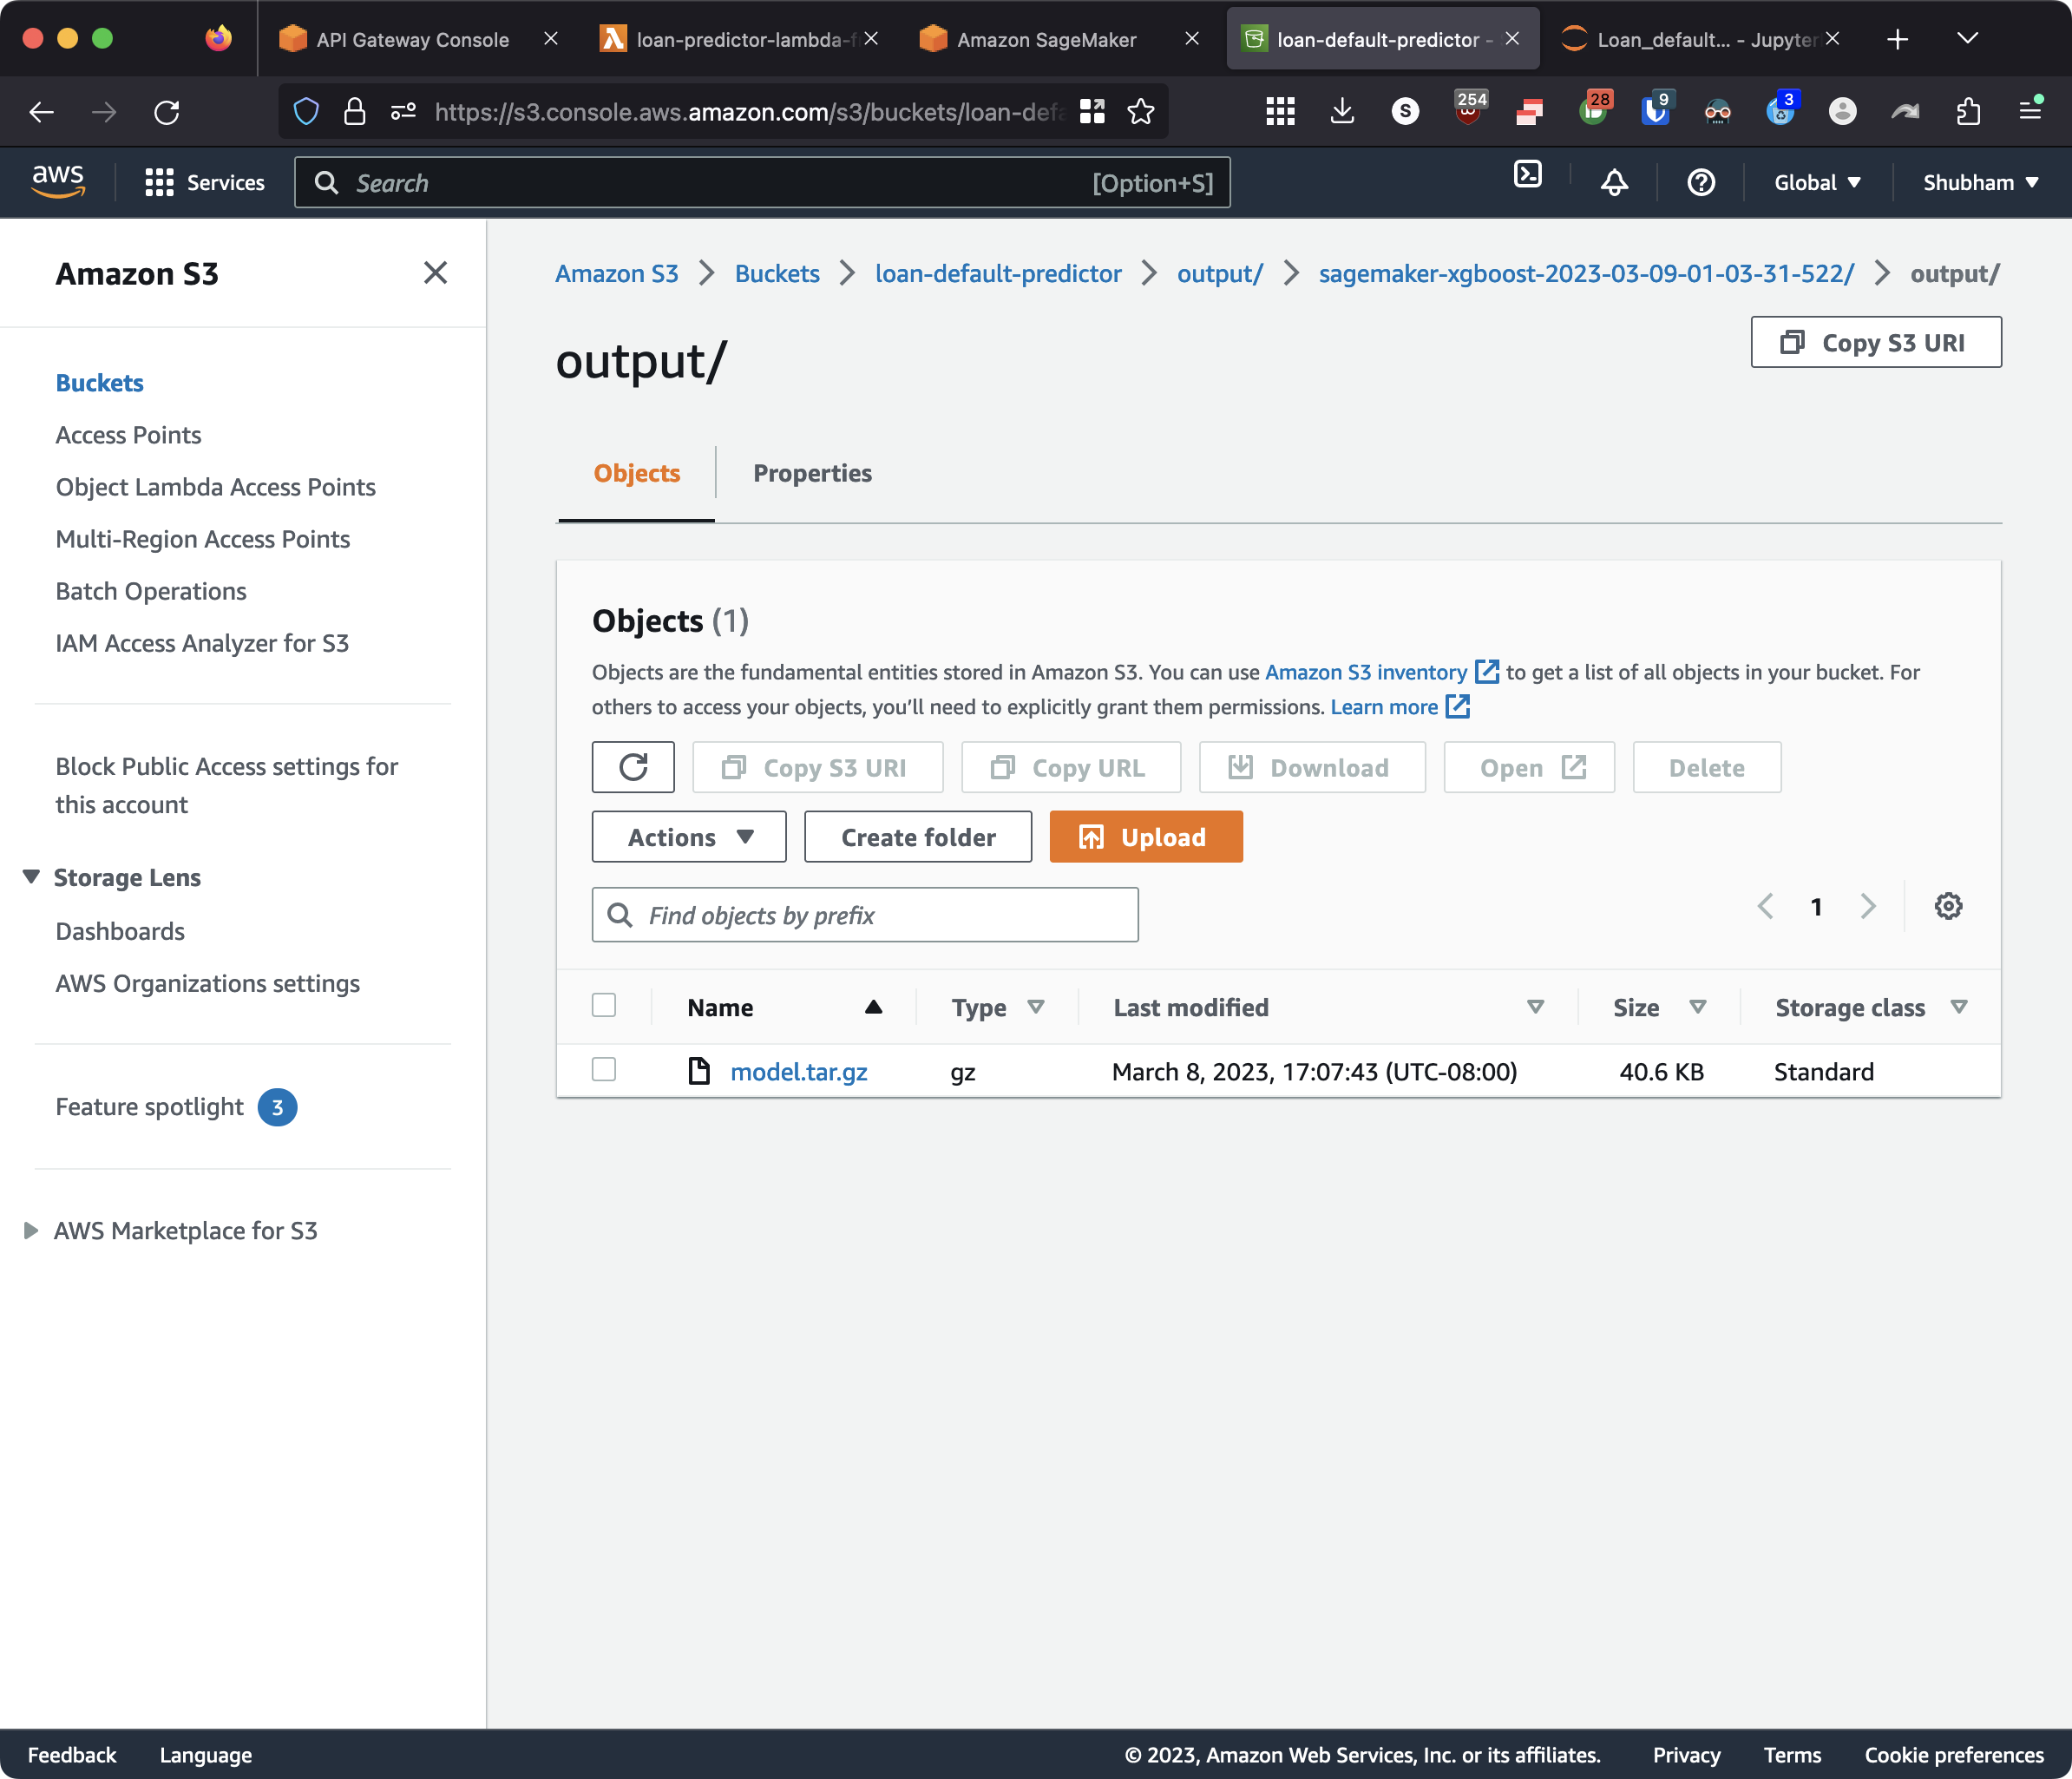 API Gateway Console
loan-predictor-lambda-f
Amazon SageMaker
loan-default-predictor -
Loan_default... - Jupyter
https://s3.console.aws.amazon.com/s3/buckets/loan-defa
S
254
28
9
3
aws
Services
Search
[Option+S]
Global
Shubham
Amazon S3
Buckets
Access Points
Object Lambda Access Points
Multi-Region Access Points
Batch Operations
IAM Access Analyzer for S3
Block Public Access settings for
this account
Storage Lens
Dashboards
AWS Organizations settings
Feature spotlight 3
AWS Marketplace for S3
Amazon S3 > Buckets > loan-default-predictor > output/ > sagemaker-xgboost-2023-03-09-01-03-31-522/ > output/
output/
Copy S3 URI
Objects
Properties
Objects (1)
Objects are the fundamental entities stored in Amazon S3. You can use Amazon S3 inventory to get a list of all objects in your bucket. For
others to access your objects, you’ll need to explicitly grant them permissions. Learn more
Copy S3 URI
Copy URL
Download
Open
Delete
Actions
Create folder
Upload
Find objects by prefix
1
Name Type Last modified Size Storage class
model.tar.gz gz March 8, 2023, 17:07:43 (UTC-08:00) 40.6 KB Standard
Feedback Language © 2023, Amazon Web Services, Inc. or its affiliates. Privacy Terms Cookie preferences